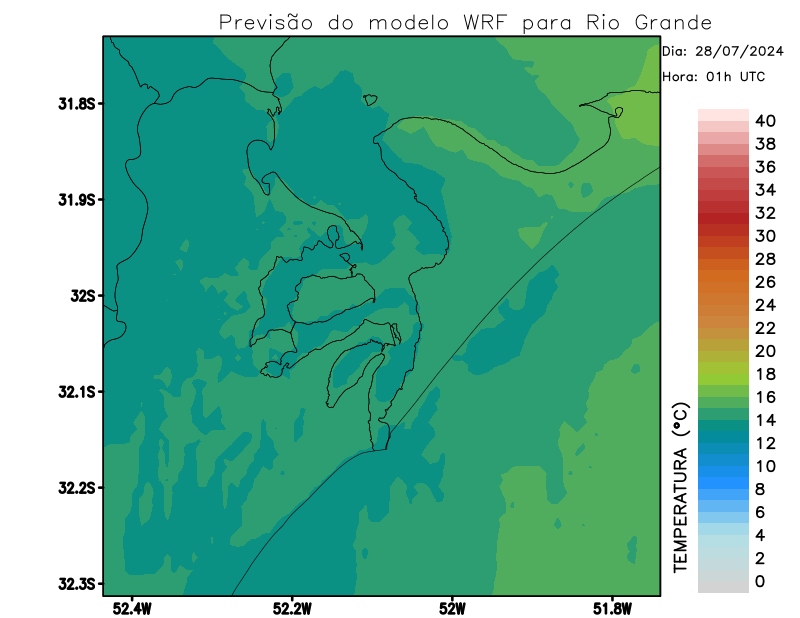 Previsão do modelo WRF para Rio Grande
Dia: 28/07/2024
Hora: 01h UTC
31.8S
31.9S
32S
32.1S
32.2S
32.3S
52.4W
52.2W
52W
51.8W
TEMPERATURA (°C)
40
38
36
34
32
30
28
26
24
22
20
18
16
14
12
10
8
6
4
2
0